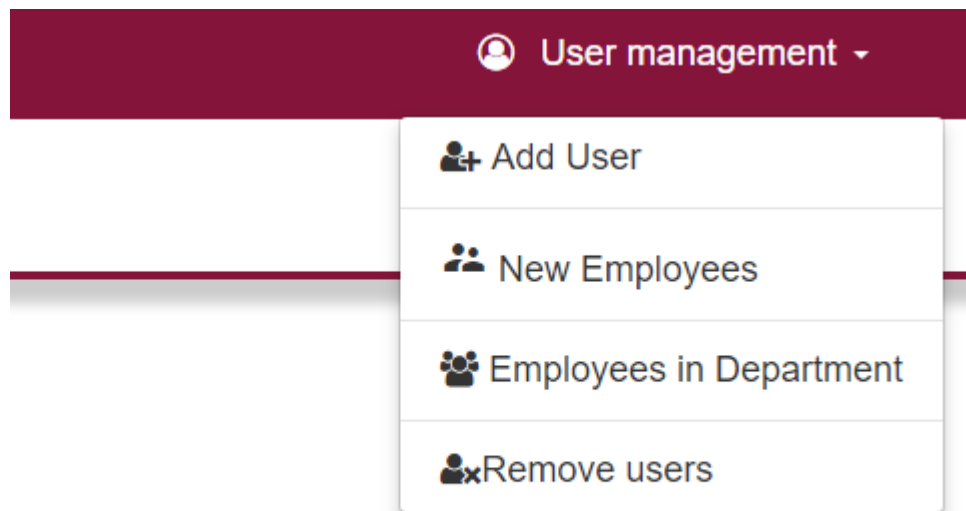 User management
Add User
New Employees
Employees in Department
Remove users